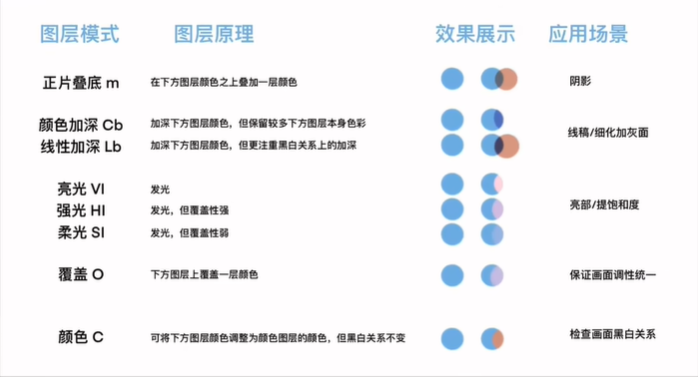 图层模式 图层原理 效果展示 应用场景
正片叠底 m 在下方图层颜色之上叠加一层颜色 阴影
颜色加深 Cb 加深下方图层颜色，但保留较多下方图层本身色彩
线稿/细化加灰面
线性加深 Lb 加深下方图层颜色，但更注重黑白关系上的加深
亮光 VI 发光
强光 HI 发光，但覆盖性强 亮部/提饱和度
柔光 SI 发光，但覆盖性弱
覆盖 O 下方图层上覆盖一层颜色 保证画面调性统一
颜色 C 可将下方图层颜色调整为颜色图层的颜色，但黑白关系不变 检查画面黑白关系